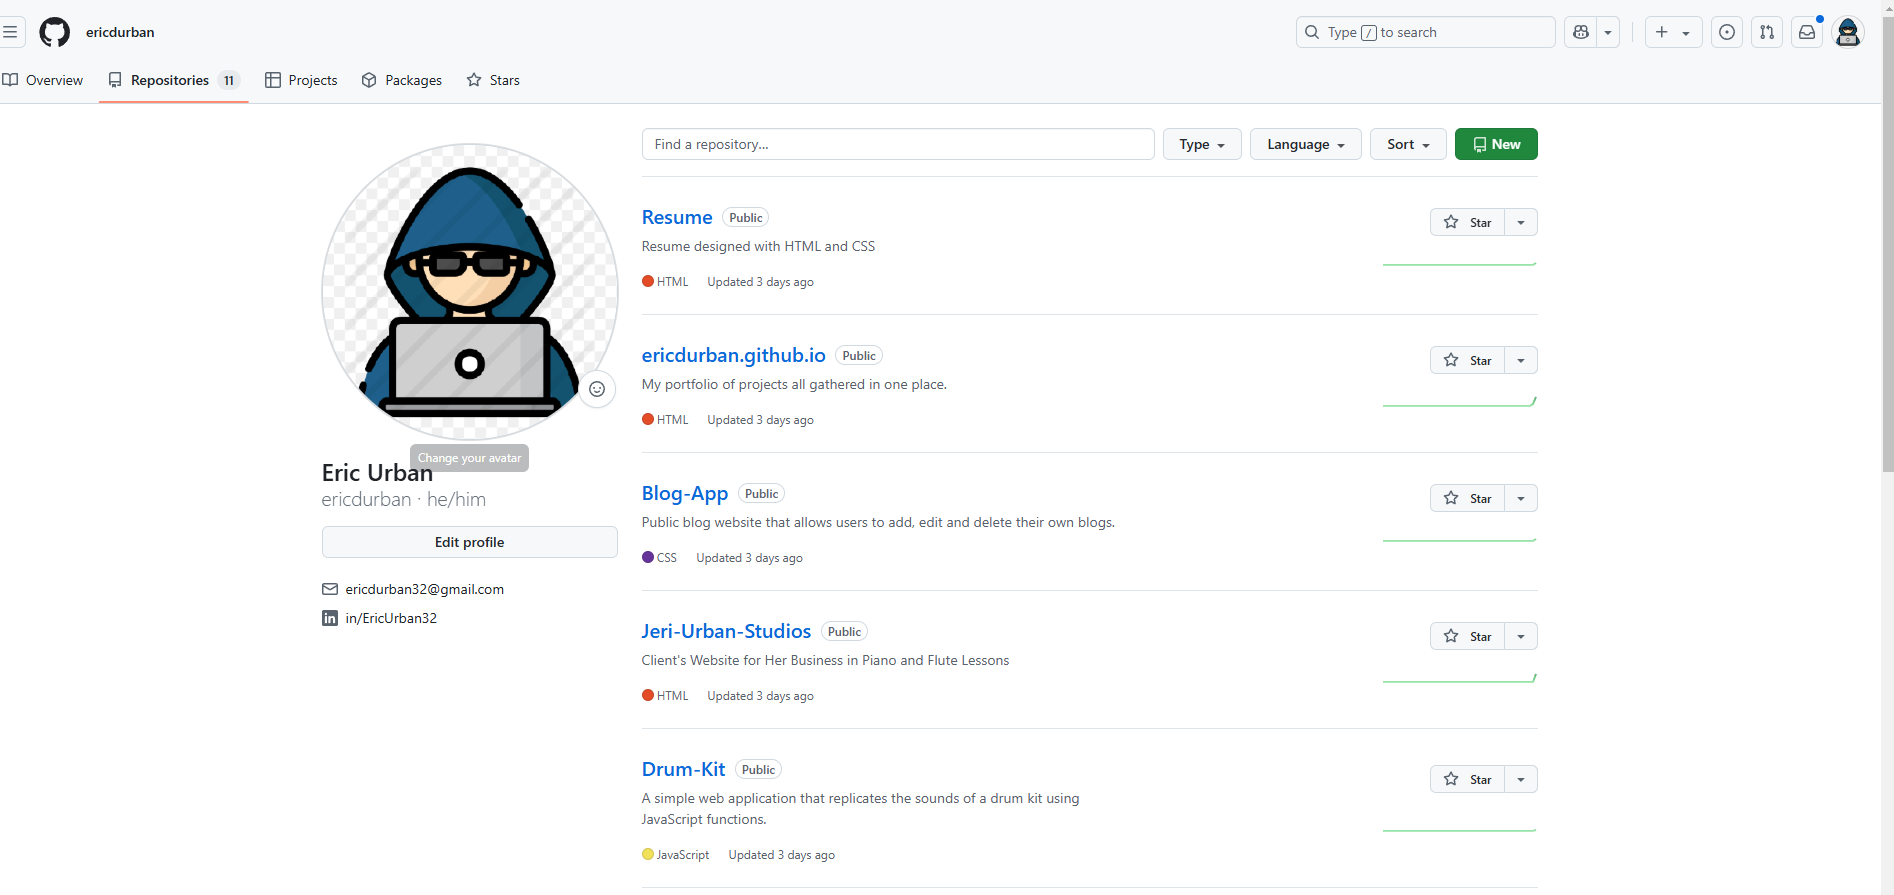 ericdurban
Type / to search
Overview
Repositories 11
Projects
Packages
Stars
Find a repository...
Type
Language
Sort
New
Change your avatar
Eric Urban
ericdurban · he/him
Edit profile
ericdurban32@gmail.com
in/EricUrban32
Resume Public
Star
Resume designed with HTML and CSS
HTML Updated 3 days ago
ericdurban.github.io Public
Star
My portfolio of projects all gathered in one place.
HTML Updated 3 days ago
Blog-App Public
Star
Public blog website that allows users to add, edit and delete their own blogs.
CSS Updated 3 days ago
Jeri-Urban-Studios Public
Star
Client's Website for Her Business in Piano and Flute Lessons
HTML Updated 3 days ago
Drum-Kit Public
Star
A simple web application that replicates the sounds of a drum kit using
JavaScript functions.
JavaScript Updated 3 days ago